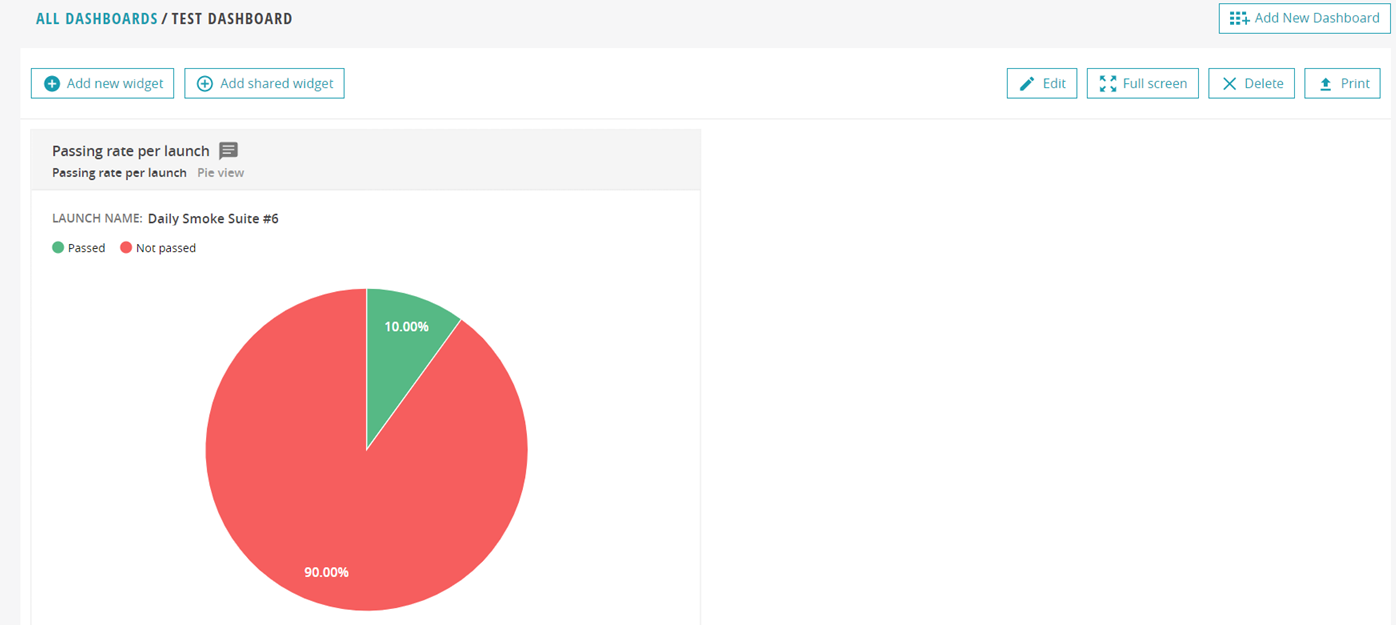 ALL DASHBOARDS / TEST DASHBOARD
Add New Dashboard
Add new widget
Add shared widget
Edit
Full screen
Delete
Print
Passing rate per launch
Passing rate per launch Pie view
LAUNCH NAME: Daily Smoke Suite #6
Passed Not passed
10.00%
90.00%